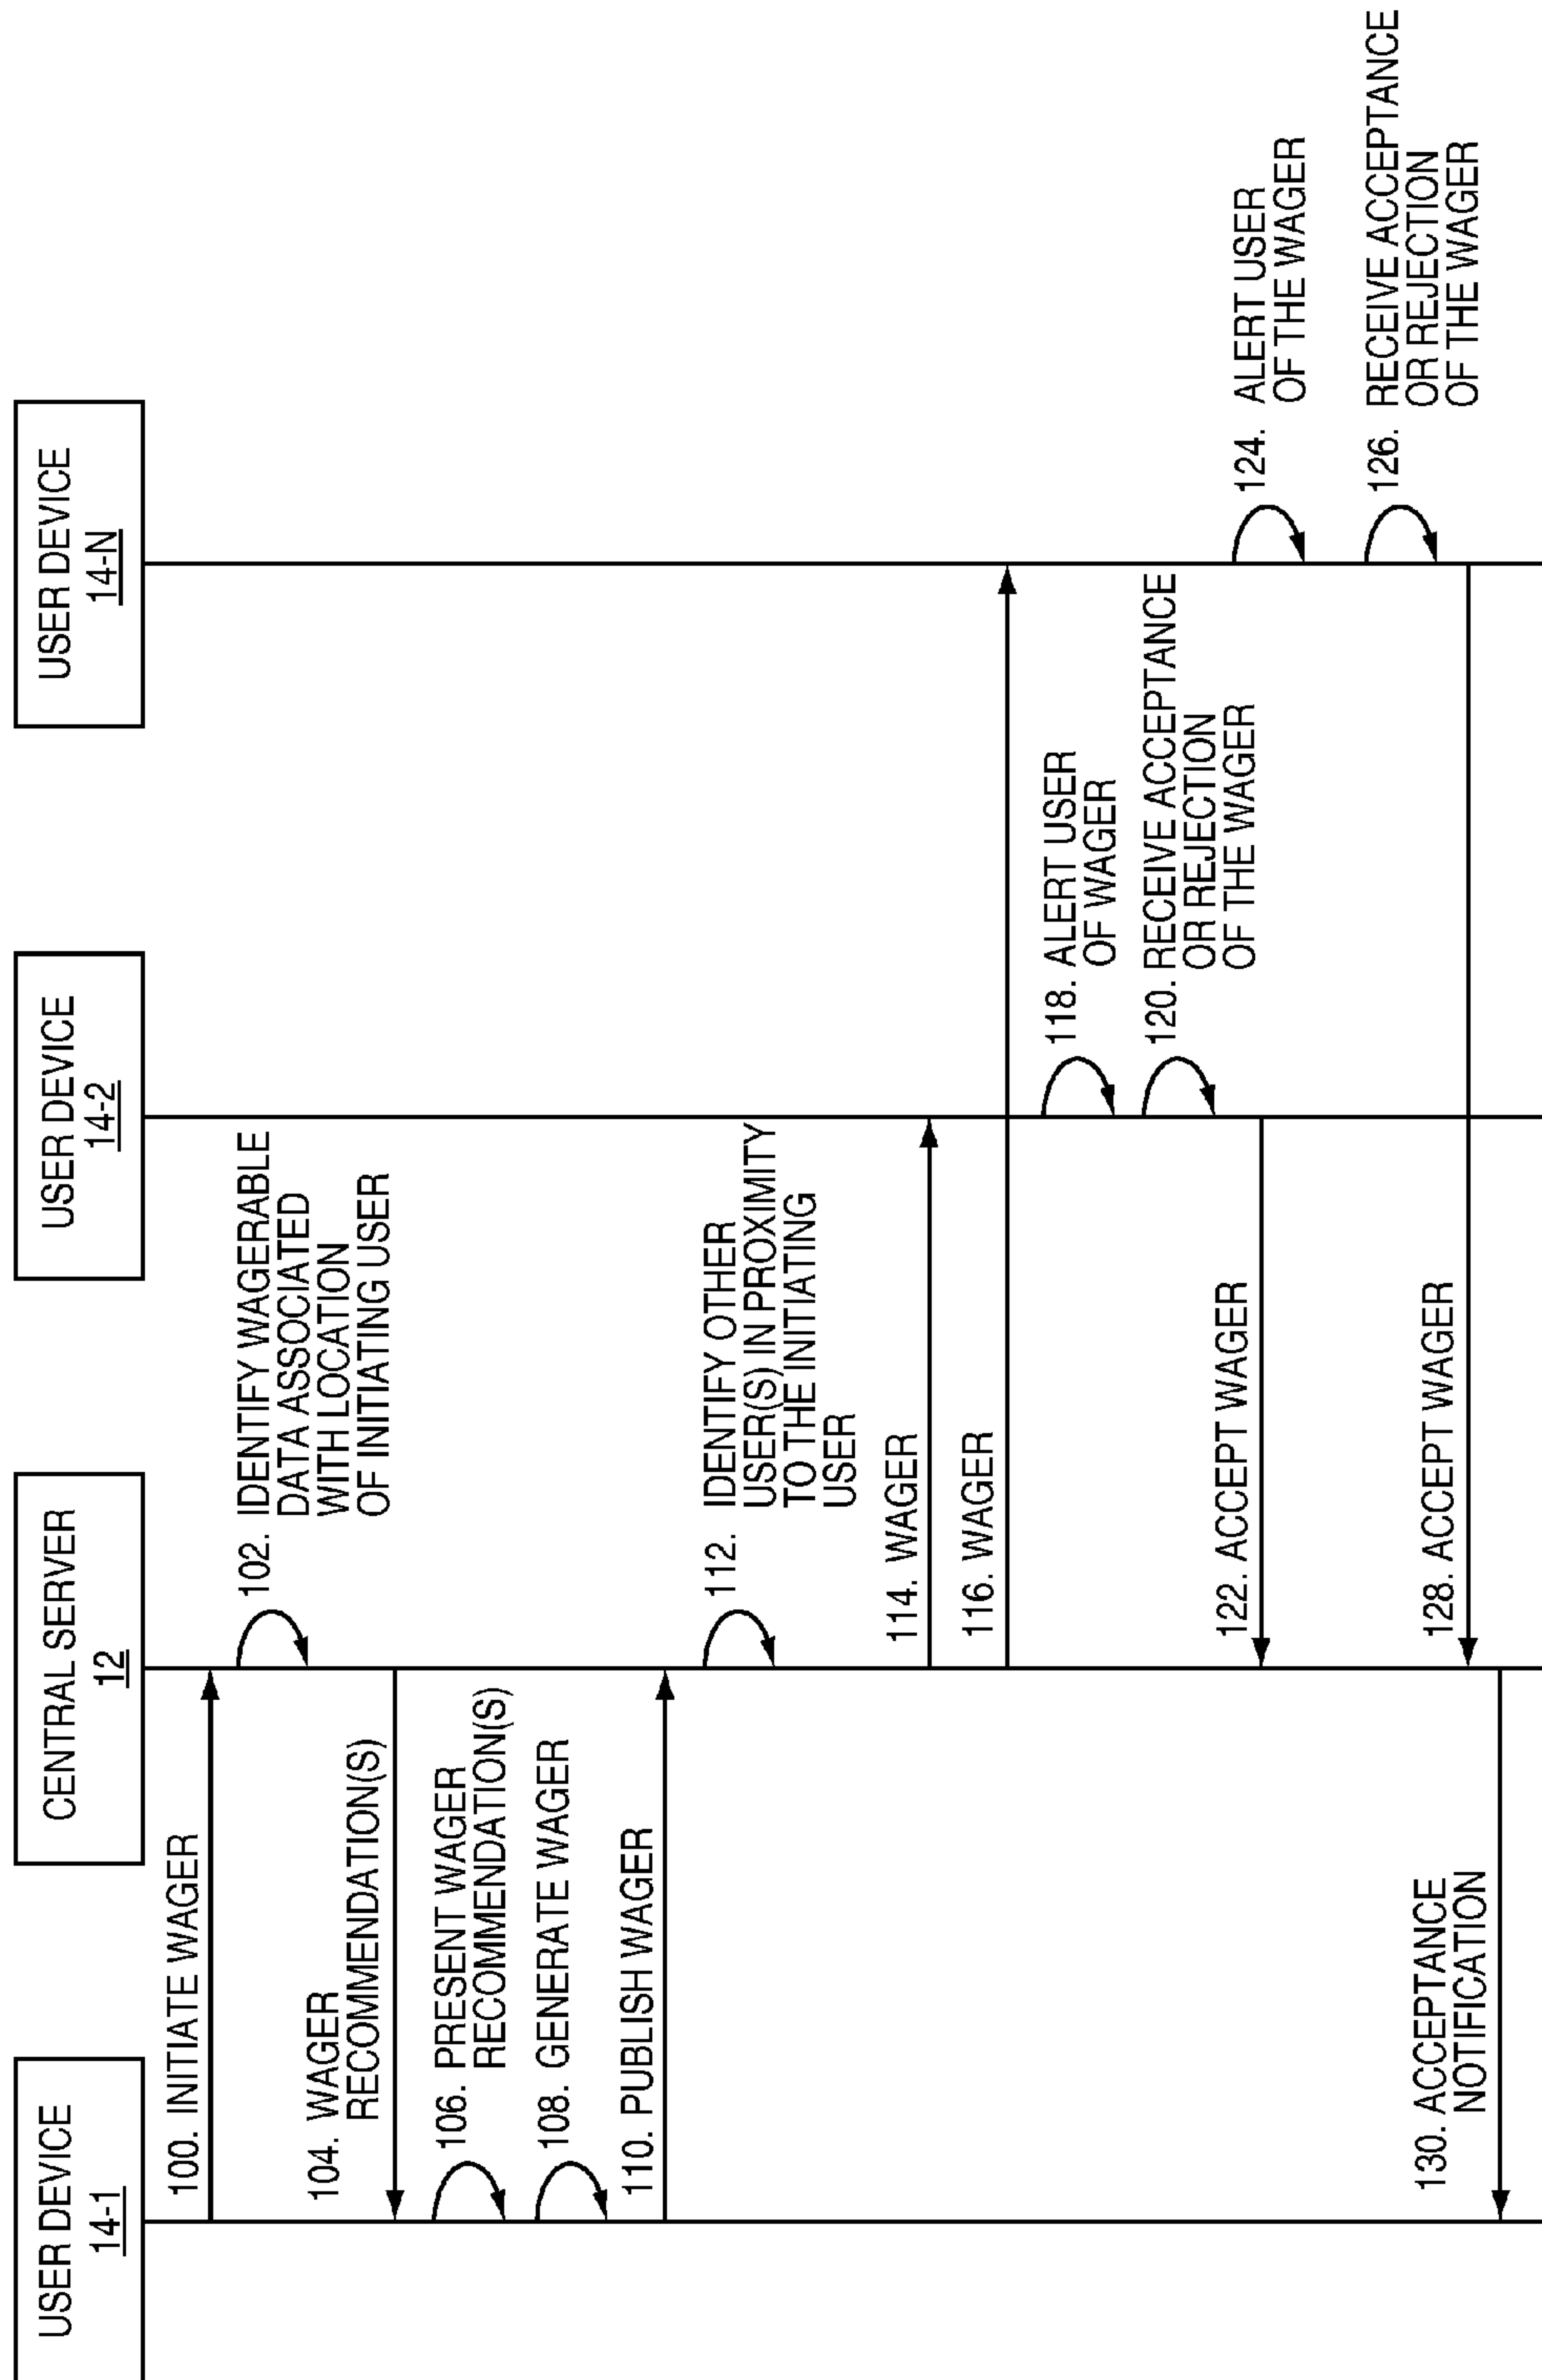 USER DEVICE
14-1
CENTRAL SERVER
12
USER DEVICE
14-2
USER DEVICE
14-N
100. INITIATE WAGER
102. IDENTIFY WAGERABLE
DATA ASSOCIATED
WITH LOCATION
OF INITIATING USER
104. WAGER
RECOMMENDATION(S)
106. PRESENT WAGER
RECOMMENDATION(S)
108. GENERATE WAGER
110. PUBLISH WAGER
112. IDENTIFY OTHER
USER(S) IN PROXIMITY
TO THE INITIATING
USER
114. WAGER
116. WAGER
118. ALERT USER
OF WAGER
120. RECEIVE ACCEPTANCE
OR REJECTION
OF THE WAGER
122. ACCEPT WAGER
124. ALERT USER
OF THE WAGER
126. RECEIVE ACCEPTANCE
OR REJECTION
OF THE WAGER
128. ACCEPT WAGER
130. ACCEPTANCE
NOTIFICATION